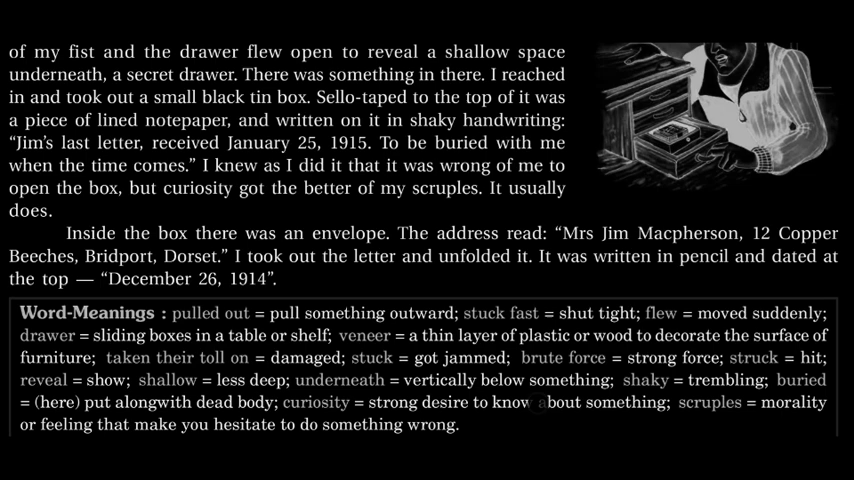 of my fist and the drawer flew open to reveal a shallow space
underneath, a secret drawer. There was something in there. I reached
in and took out a small black tin box. Sello-taped to the top of it was
a piece of lined notepaper, and written on it in shaky handwriting:
“Jim’s last letter, received January 25, 1915. To be buried with me
when the time comes.” I knew as I did it that it was wrong of me to
open the box, but curiosity got the better of my scruples. It usually
does.
Inside the box there was an envelope. The address read: “Mrs Jim Macpherson, 12 Copper
Beeches, Bridport, Dorset.” I took out the letter and unfolded it. It was written in pencil and dated at
the top — “December 26, 1914”.
Word-Meanings : pulled out = pull something outward; stuck fast = shut tight; flew = moved suddenly;
drawer = sliding boxes in a table or shelf; veneer = a thin layer of plastic or wood to decorate the surface of
furniture; taken their toll on = damaged; stuck = got jammed; brute force = strong force; struck = hit;
reveal = show; shallow = less deep; underneath = vertically below something; shaky = trembling; buried
= (here) put alongwith dead body; curiosity = strong desire to know about something; scruples = morality
or feeling that make you hesitate to do something wrong.